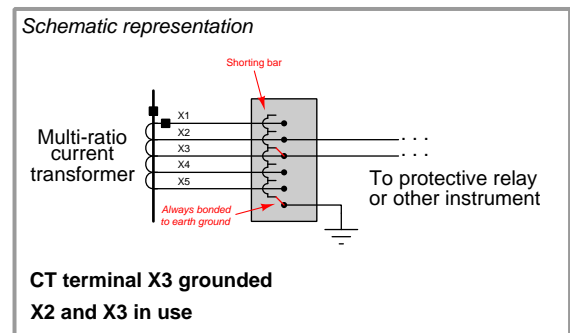 Schematic representation
Shorting bar
X1
X2
X3
X4
X5
Multi-ratio
current
transformer
. . .
. . .
To protective relay
or other instrument
Always bonded
to earth ground
CT terminal X3 grounded
X2 and X3 in use